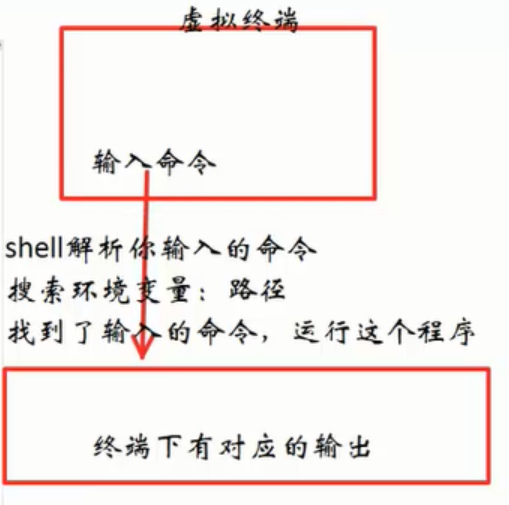 虚拟终端
输入命令
shell解析你输入的命令
搜索环境变量：路径
找到了输入的命令，运行这个程序
终端下有对应的输出